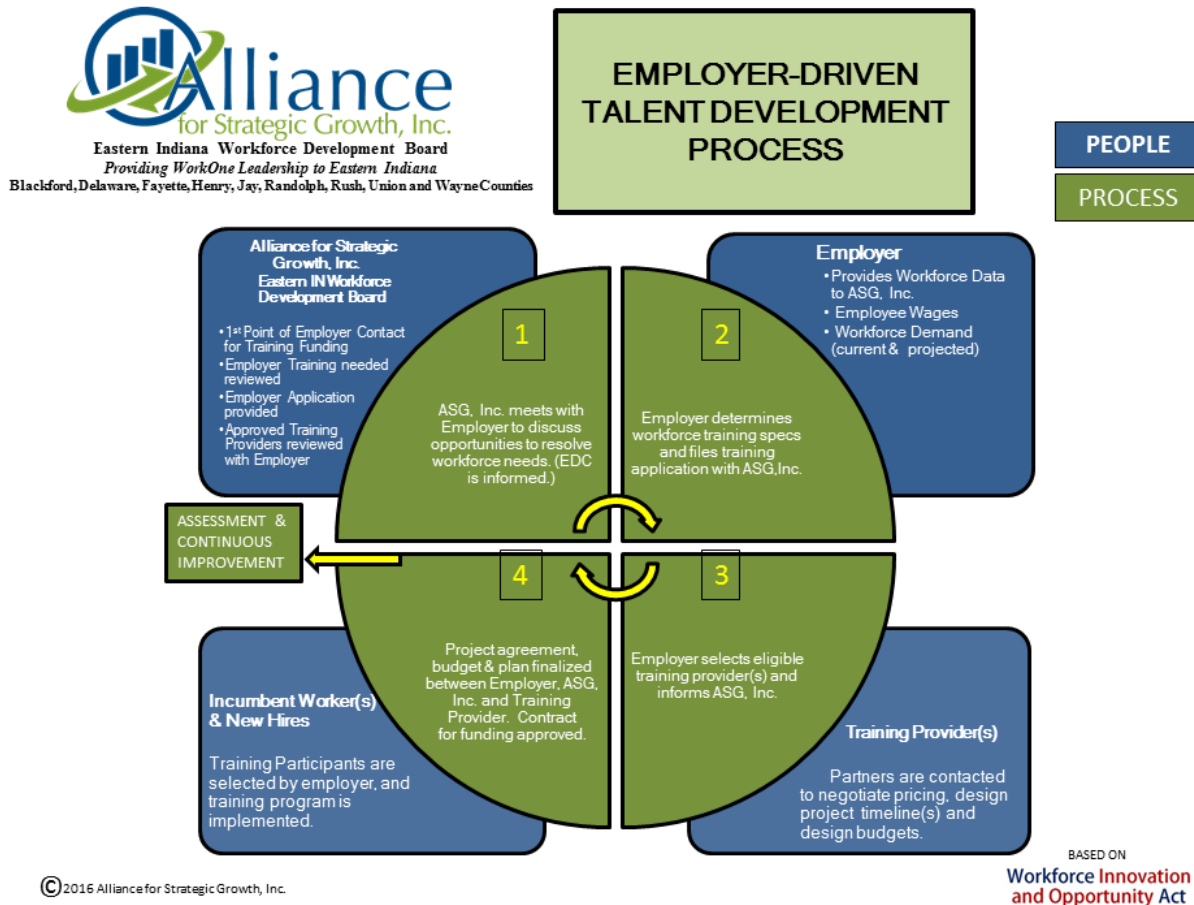 Alliance
for Strategic Growth, Inc.
Eastern Indiana Workforce Development Board
Providing WorkOne Leadership to Eastern Indiana
Blackford, Delaware, Fayette, Henry, Jay, Randolph, Rush, Union and Wayne Counties
EMPLOYER-DRIVEN
TALENT DEVELOPMENT
PROCESS
PEOPLE
PROCESS
Alliance for Strategic
Growth, Inc.
Eastern IN Workforce
Development Board
•1st Point of Employer Contact
for Training Funding
•Employer Training needed
reviewed
•Employer Application
provided
•Approved Training
Providers reviewed
with Employer
1
ASG, Inc. meets with
Employer to discuss
opportunities to resolve
workforce needs. (EDC
is informed.)
2
Employer determines
workforce training specs
and files training
application with ASG,Inc.
Employer
•Provides Workforce Data
to ASG, Inc.
• Employee Wages
• Workforce Demand
(current & projected)
ASSESSMENT &
CONTINUOUS
IMPROVEMENT
4
Project agreement,
budget & plan finalized
between Employer, ASG,
Inc. and Training
Provider. Contract
for funding approved.
3
Employer selects eligible
training provider(s) and
informs ASG, Inc.
Incumbent Worker(s)
& New Hires
Training Participants are
selected by employer, and
training program is
implemented.
Training Provider(s)
Partners are contacted
to negotiate pricing, design
project timeline(s) and
design budgets.
©2016 Alliance for Strategic Growth, Inc.
BASED ON
Workforce Innovation
and Opportunity Act